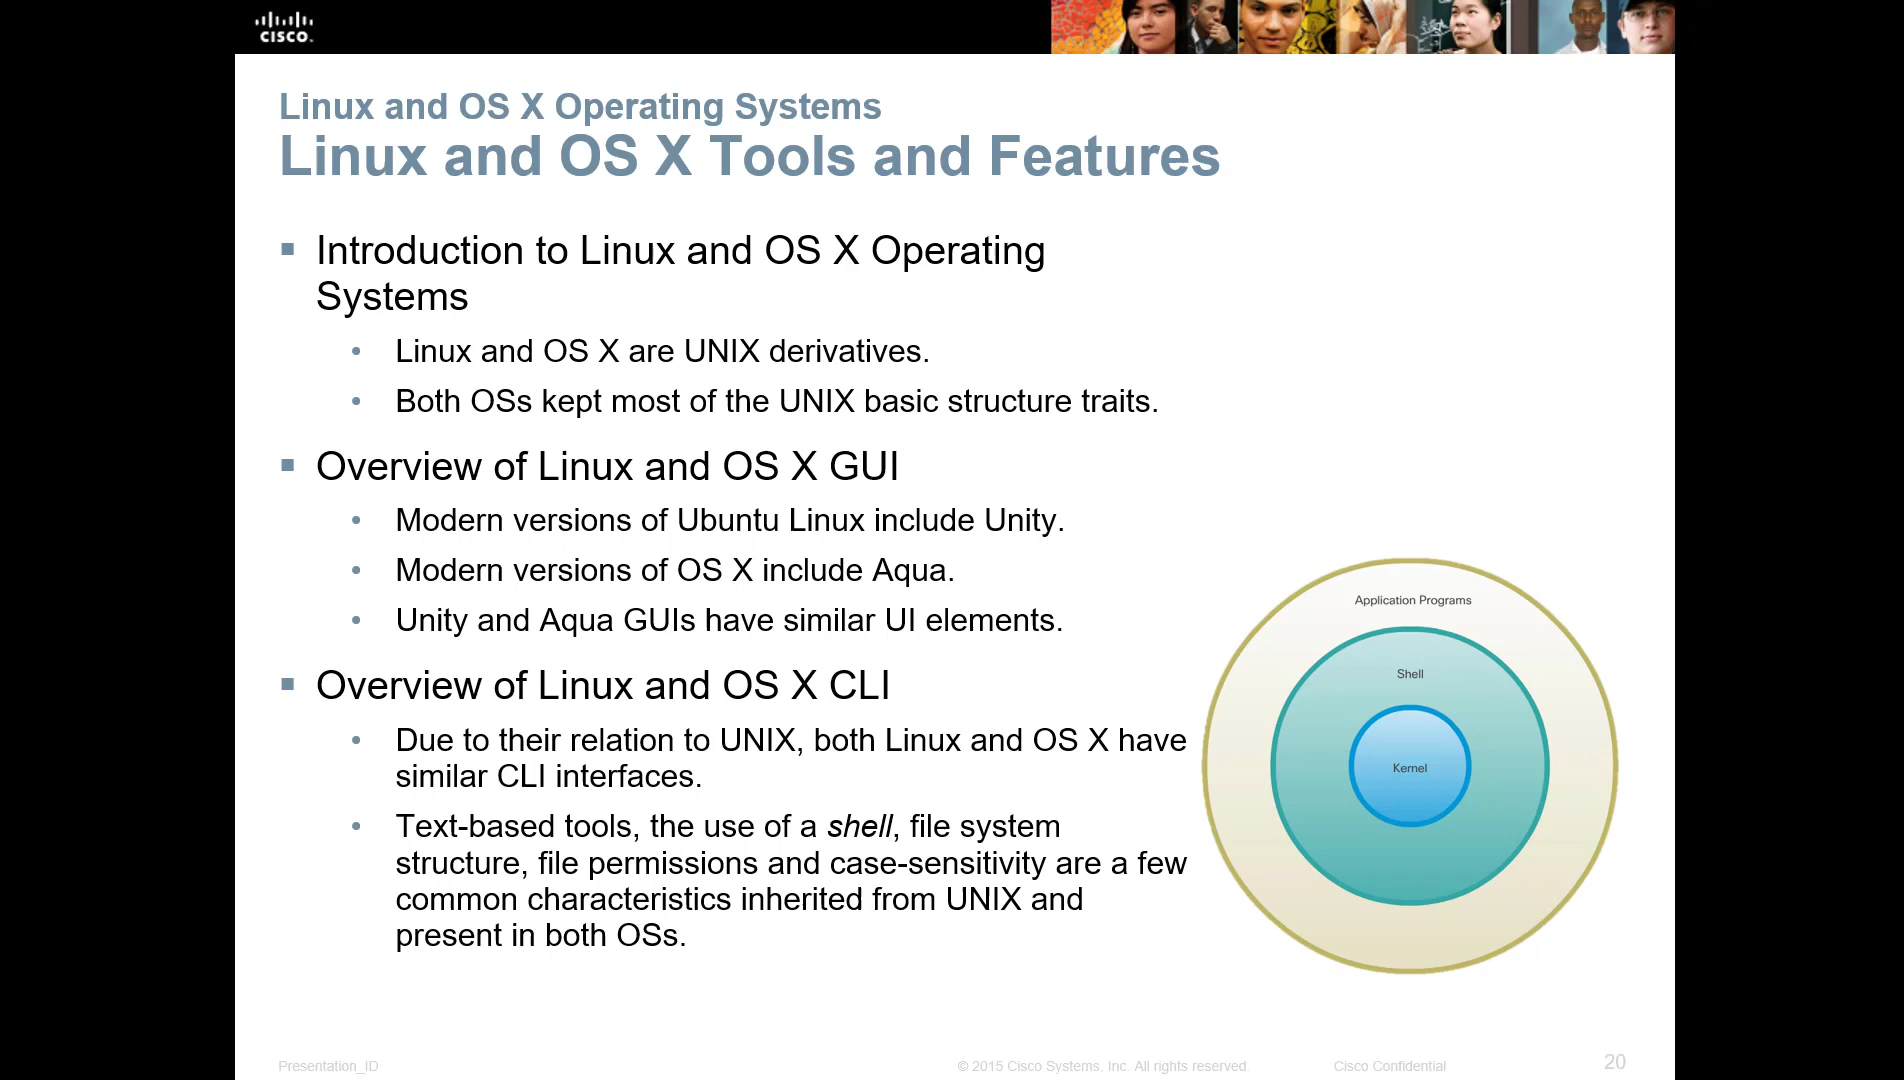 CISCO
Linux and OS X Operating Systems
Linux and OS X Tools and Features
Introduction to Linux and OS X Operating
Systems
Linux and OS X are UNIX derivatives.
Both OSs kept most of the UNIX basic structure traits.
Overview of Linux and OS X GUI
Modern versions of Ubuntu Linux include Unity.
Modern versions of OS X include Aqua.
Unity and Aqua GUIs have similar UI elements.
Overview of Linux and OS X CLI
Due to their relation to UNIX, both Linux and OS X have
similar CLI interfaces.
Text-based tools, the use of a shell, file system
structure, file permissions and case-sensitivity are a few
common characteristics inherited from UNIX and
present in both OSs.
Application Programs
Shell
Kernel
Presentation_ID
© 2015 Cisco Systems, Inc. All rights reserved.
Cisco Confidential
20